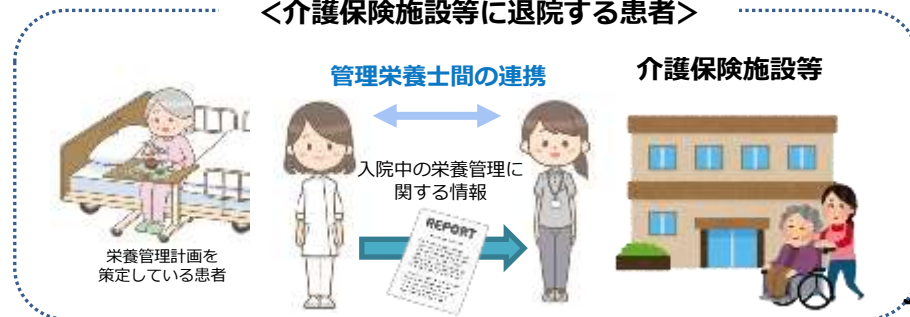 <介護保険施設等に退院する患者>
管理栄養士間の連携
介護保険施設等
入院中の栄養管理に
関する情報
REPORT
栄養管理計画を
策定している患者